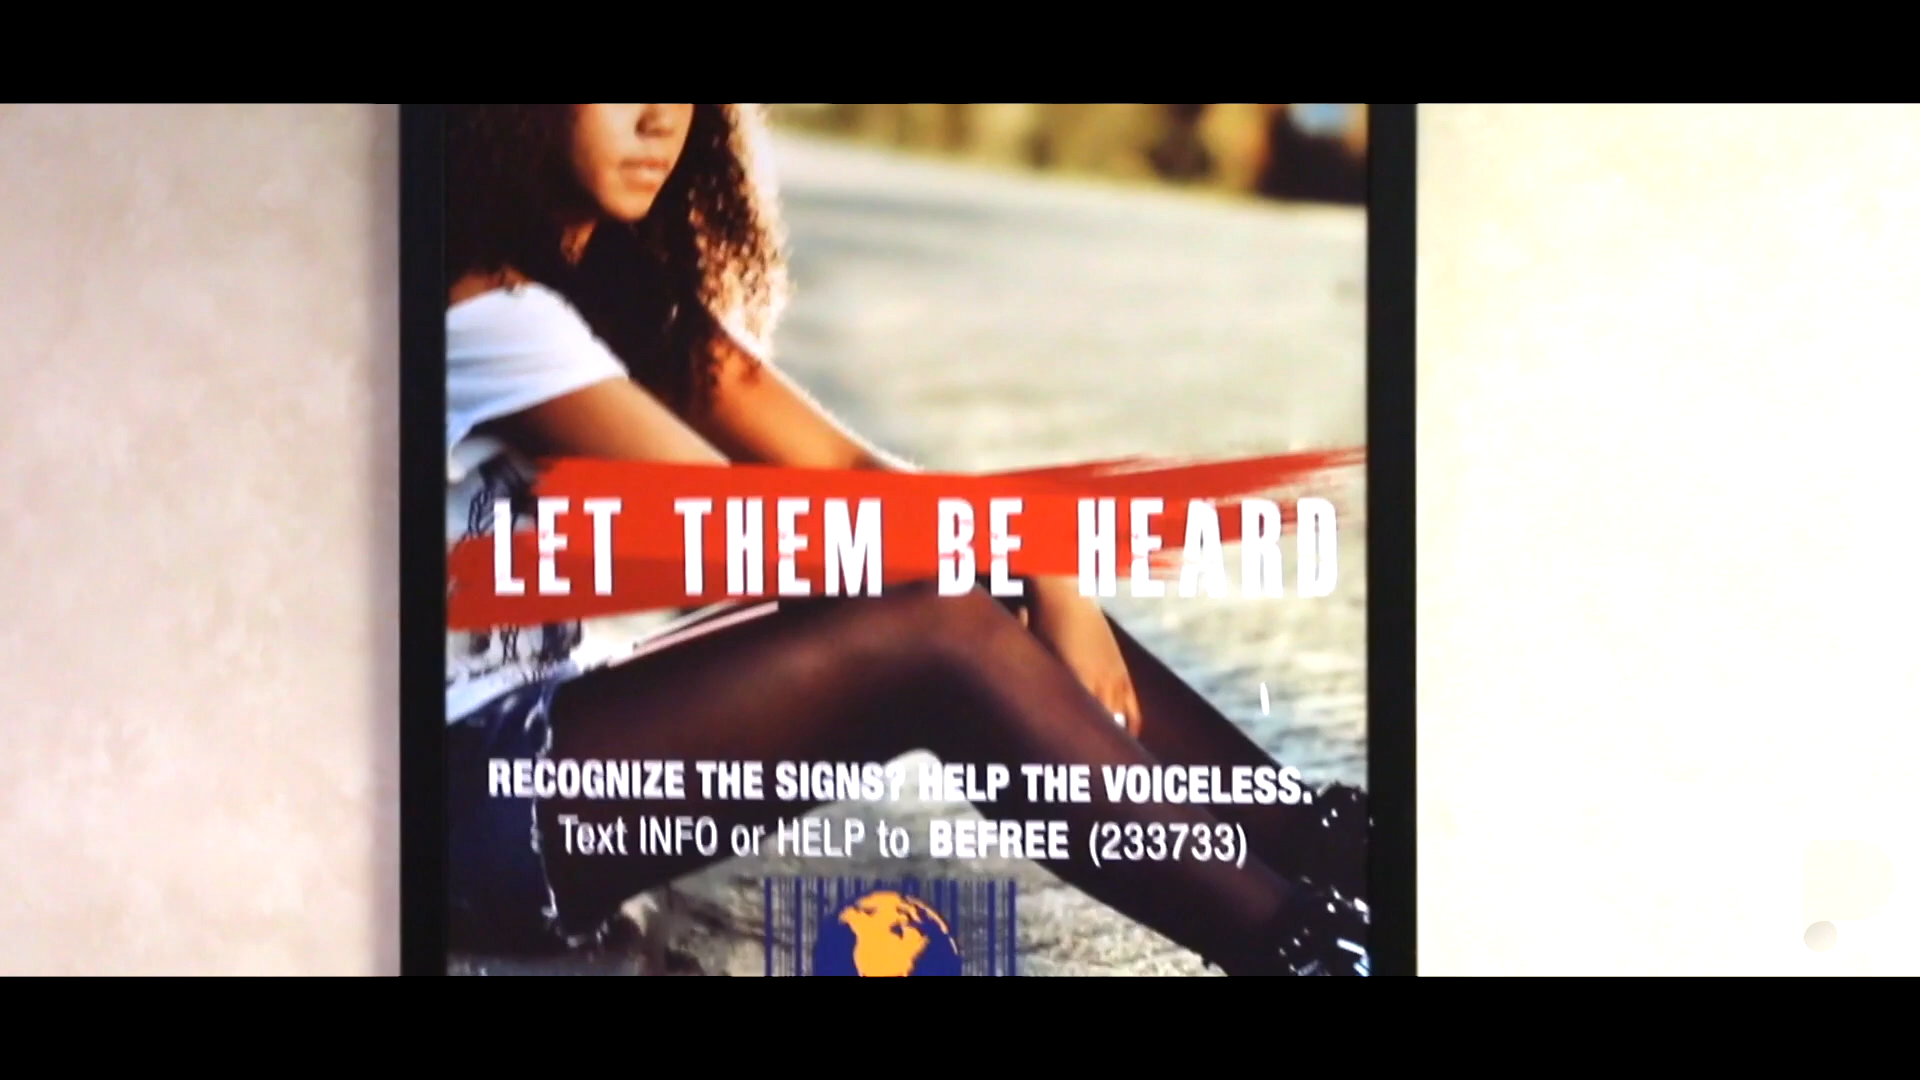 LET THEM BE HEARD
RECOGNIZE THE SIGNS? HELP THE VOICELESS.
Text INFO or HELP to BEFREE (233733)